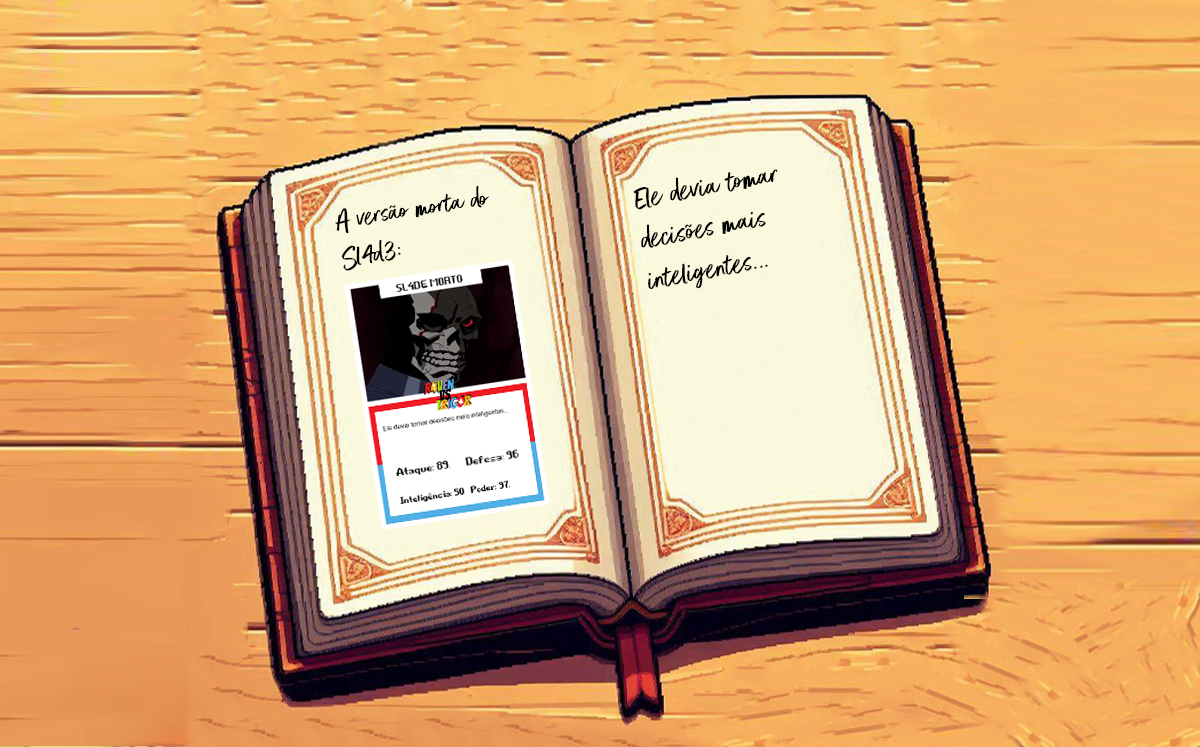 A versão morta do
Sl4d3:
SL4DE MORTO
RAVEN
VS
TRIGOR
Ele devia tomar decisões mais inteligentes...
Ataque: 89. Defesa: 96
Inteligência: 50 Poder: 97.
Ele devia tomar
decisões mais
inteligentes...